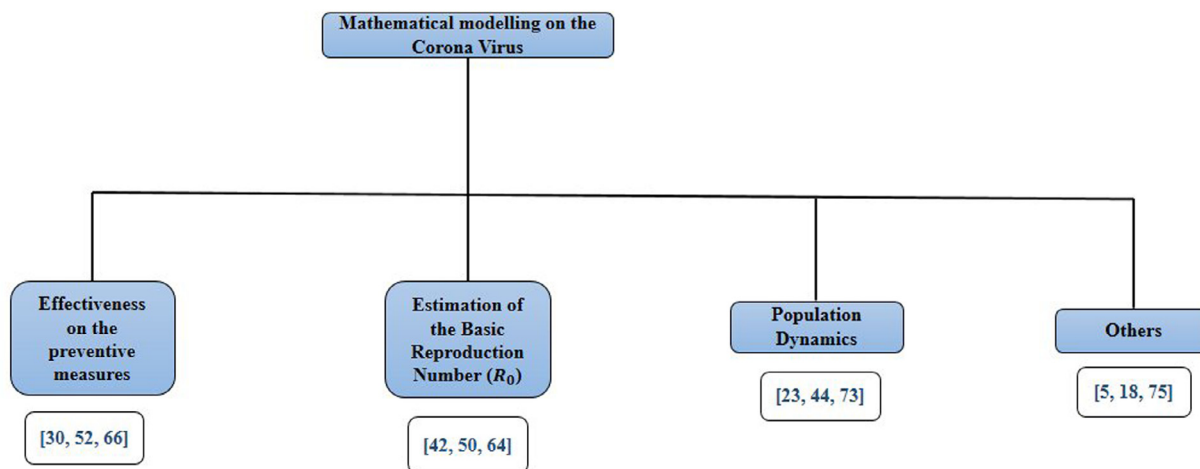 Mathematical modelling on the
Corona Virus
Effectiveness
on the
preventive
measures
Estimation of
the Basic
Reproduction
Number (R₀)
Population
Dynamics
Others
[30, 52, 66]
[42, 50, 64]
[23, 44, 73]
[5, 18, 75]